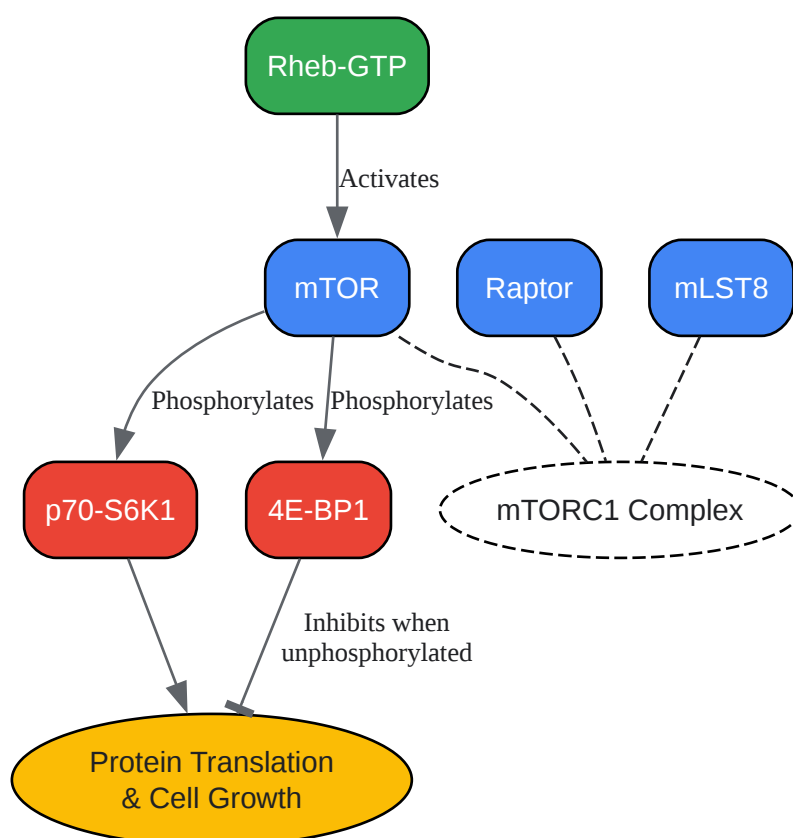 Rheb-GTP
Activates
mTOR
Raptor
mLST8
Phosphorylates
Phosphorylates
p70-S6K1
4E-BP1
mTORC1 Complex
Inhibits when
unphosphorylated
Protein Translation
& Cell Growth